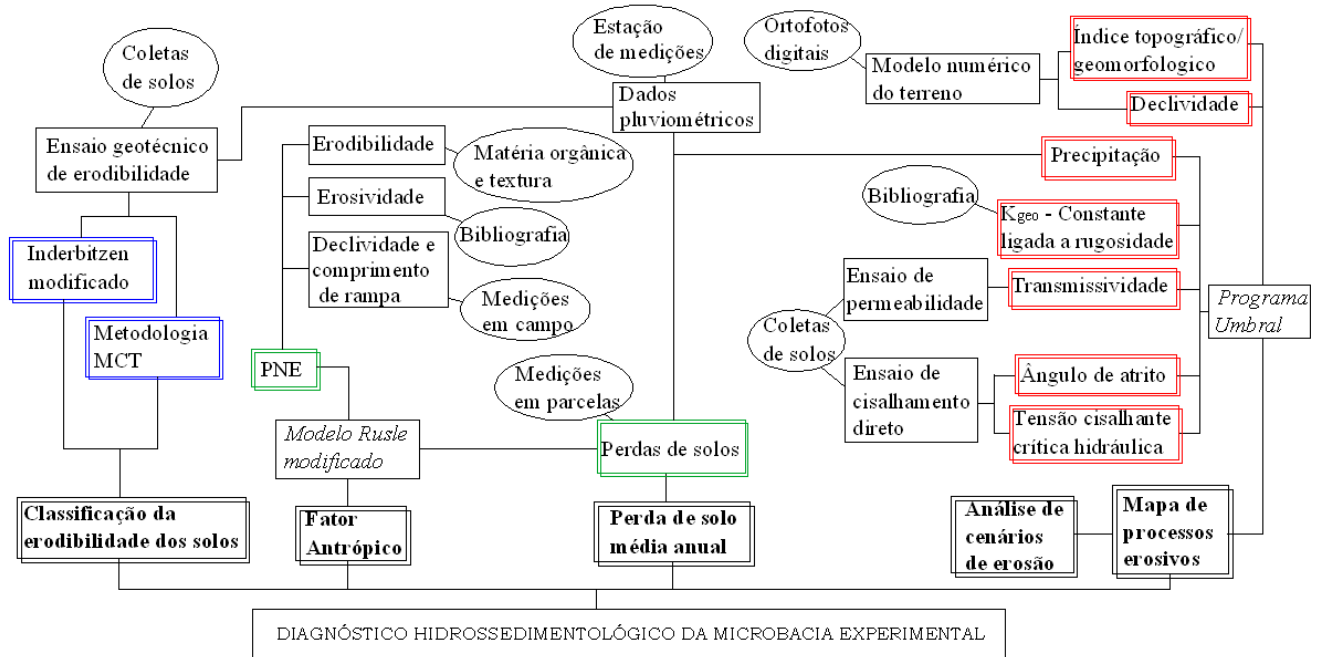 Coletas
de solos
Estação
de medições
Ortofotos
digitais
Índice topográfico/
geomorfologico
Modelo numérico
do terreno
Declividade
Dados
pluviométricos
Ensaio geotécnico
de erodibilidade
Erodibilidade
Matéria orgânica
e textura
Precipitação
Erosividade
Bibliografia
Bibliografia
Kgeo - Constante
ligada a rugosidade
Declividade e
comprimento
de rampa
Inderbitzen
modificado
Medições
em campo
Ensaio de
permeabilidade
Transmissividade
Programa
Umbral
Metodologia
MCT
Coletas
de solos
PNE
Medições
em parcelas
Ensaio de
cisalhamento
direto
Ângulo de atrito
Tensão cisalhante
crítica hidráulica
Modelo Rusle
modificado
Perdas de solos
Classificação da
erodibilidade dos solos
Fator
Antrópico
Perda de solo
média anual
Análise de
cenários
de erosão
Mapa de
processos
erosivos
DIAGNÓSTICO HIDROSSEDIMENTOLÓGICO DA MICROBACIA EXPERIMENTAL